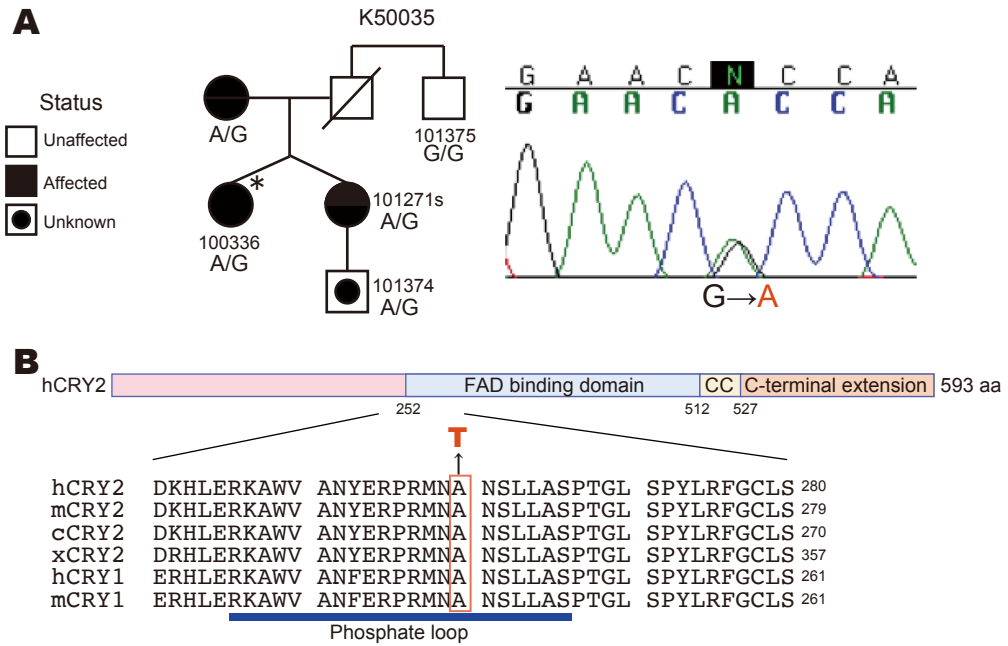 A
K50035
Status
Unaffected
Affected
Unknown
A/G
101375
G/G
*
100336
A/G
101271s
A/G
101374
A/G
G A A C N C C A
G A A C A C C A
G→A
B
hCRY2 FAD binding domain CC C-terminal extension 593 aa
252 512 527
T
hCRY2 DKHLERKAWV ANYERPRMNA NSLLASPTGL SPYLRFGCLS 280
mCRY2 DKHLERKAWV ANYERPRMNA NSLLASPTGL SPYLRFGCLS 279
cCRY2 DKHLERKAWV ANYERPRMNA NSLLASPTGL SPYLRFGCLS 270
xCRY2 DRHLERKAWV ANYERPRMNA NSLLASPTGL SPYLRFGCLS 357
hCRY1 ERHLERKAWV ANFERPRMNA NSLLASPTGL SPYLRFGCLS 261
mCRY1 ERHLERKAWV ANFERPRMNA NSLLASPTGL SPYLRFGCLS 261
Phosphate loop